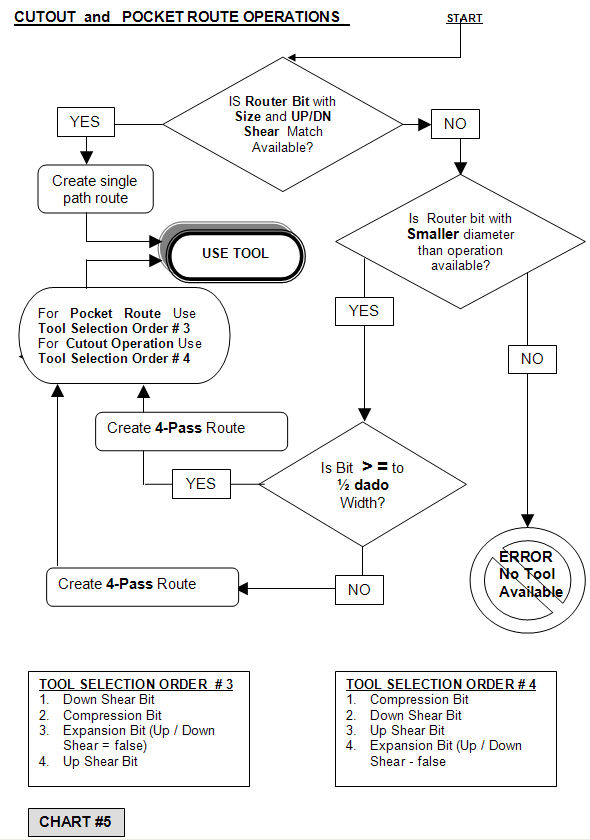 CUTOUT and POCKET ROUTE OPERATIONS
START
IS Router Bit with
Size and UP/DN
Shear Match
Available?
YES
NO
Create single
path route
Is Router bit with
Smaller diameter
than operation
available?
USE TOOL
For Pocket Route Use
Tool Selection Order # 3
For Cutout Operation Use
Tool Selection Order # 4
YES
NO
Create 4-Pass Route
Is Bit > = to
½ dado
Width?
YES
ERROR
No Tool
Available
Create 4-Pass Route
NO
TOOL SELECTION ORDER # 3
1. Down Shear Bit
2. Compression Bit
3. Expansion Bit (Up / Down
Shear = false)
4. Up Shear Bit
TOOL SELECTION ORDER # 4
1. Compression Bit
2. Down Shear Bit
3. Up Shear Bit
4. Expansion Bit (Up / Down
Shear - false
CHART #5